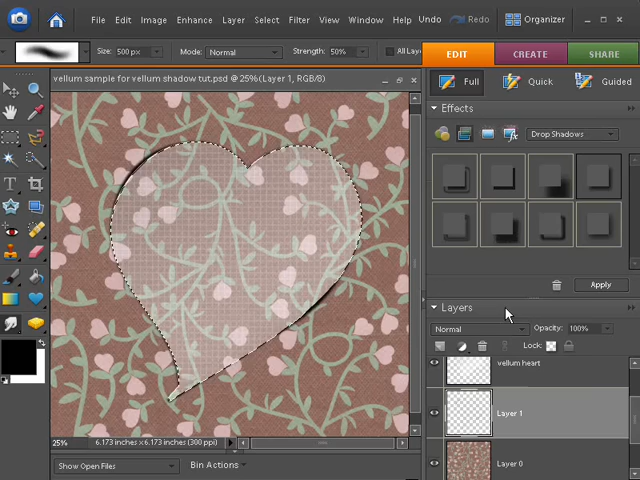 File Edit Image Enhance Layer Select Filter View Window Help Undo Redo Organizer
Size: 500 px Mode: Normal Strength: 50% All Lay
EDIT CREATE SHARE
vellum sample for vellum shadow tut.psd @ 25%(Layer 1, RGB/8)
Full Quick Guided
Effects
Drop Shadows
Apply
Layers
Normal Opacity: 100%
Lock:
vellum heart
Layer 1
Layer 0
25% 6.173 inches x 6.173 inches (300 ppi)
Show Open Files Bin Actions